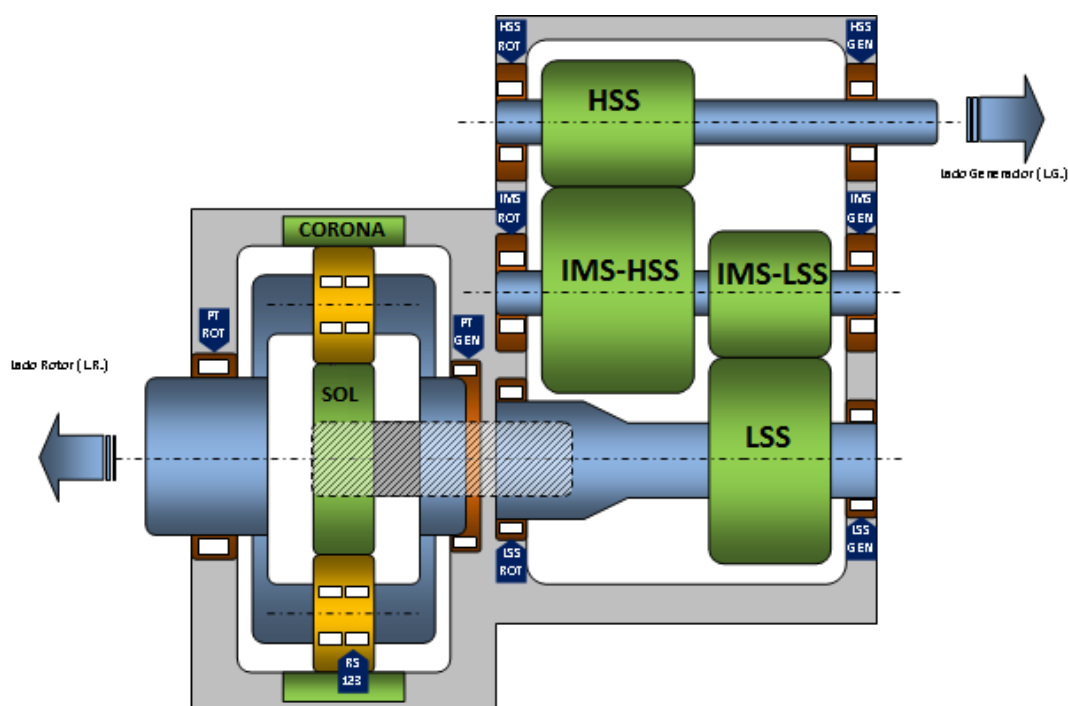 HSS
ROT
HSS
GEN
HSS
Lado Generador ( L.G.)
IMS
ROT
IMS
GEN
CORONA
IMS-HSS
IMS-LSS
PT
ROT
PT
GEN
Lado Rotor ( L.R.)
SOL
LSS
LSS
ROT
LSS
GEN
RS
123